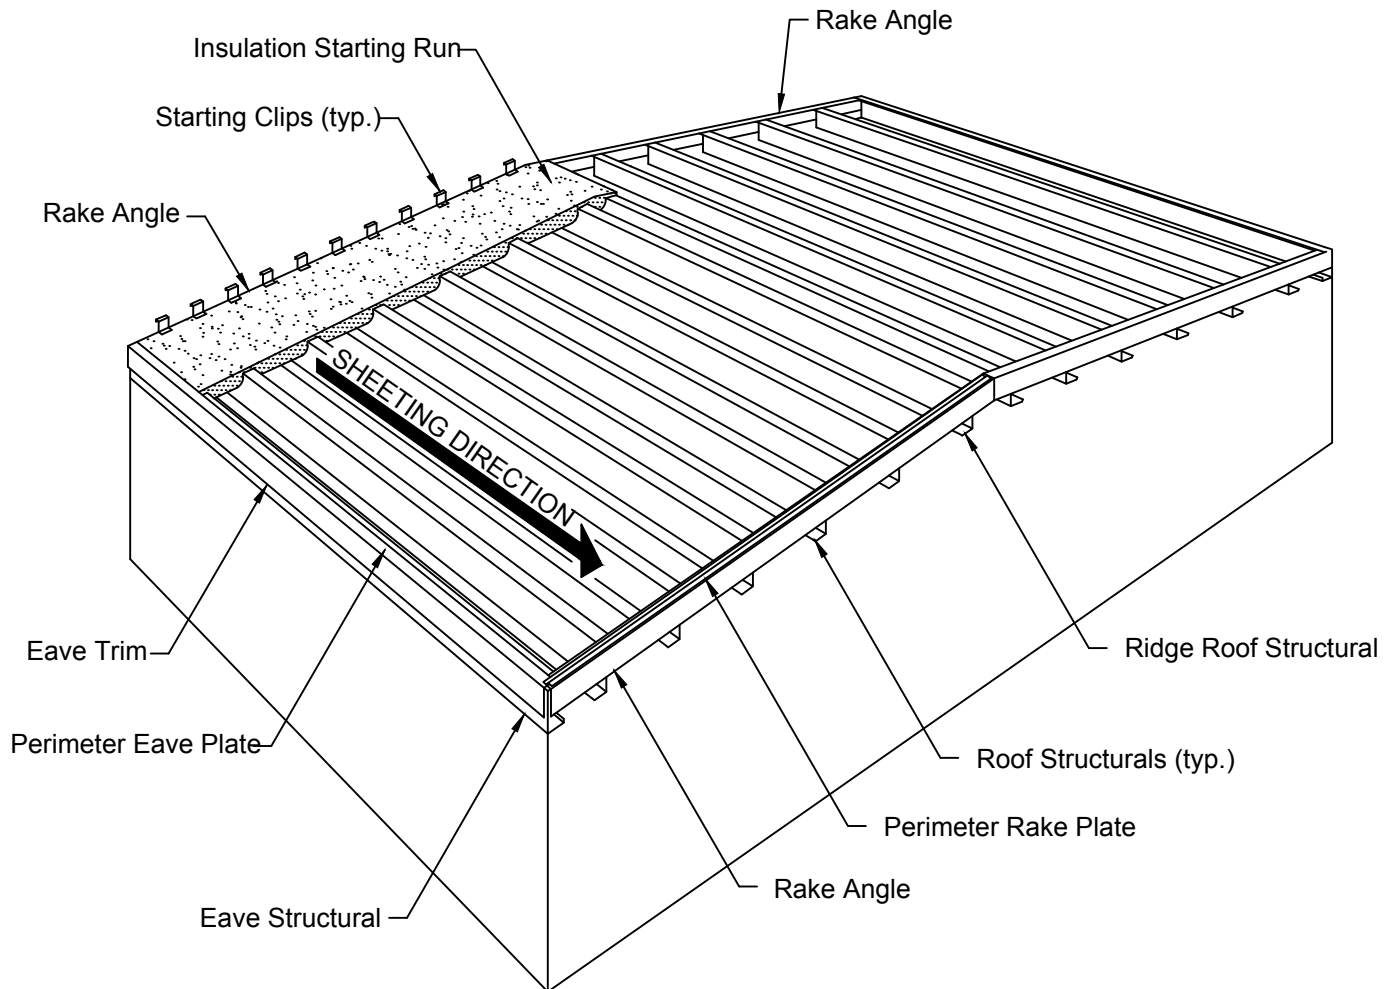 Rake Angle
Insulation Starting Run
Starting Clips (typ.)
Rake Angle
SHEETING DIRECTION
Eave Trim
Ridge Roof Structural
Perimeter Eave Plate
Roof Structurals (typ.)
Perimeter Rake Plate
Rake Angle
Eave Structural